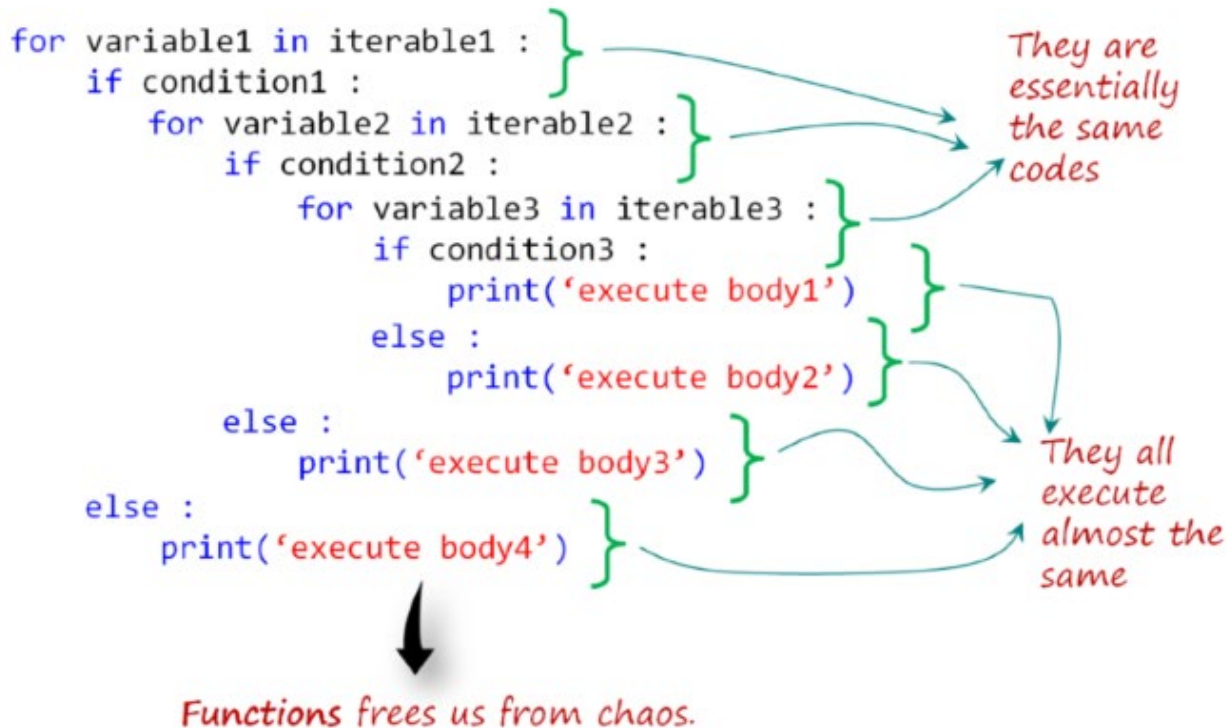 for variable1 in iterable1 :
if condition1 :
for variable2 in iterable2 :
if condition2 :
for variable3 in iterable3 :
if condition3 :
print(‘execute body1’)
else :
print(‘execute body2’)
else :
print(‘execute body3’)
else :
print(‘execute body4’)
They are
essentially
the same
codes
They all
execute
almost the
same
Functions frees us from chaos.